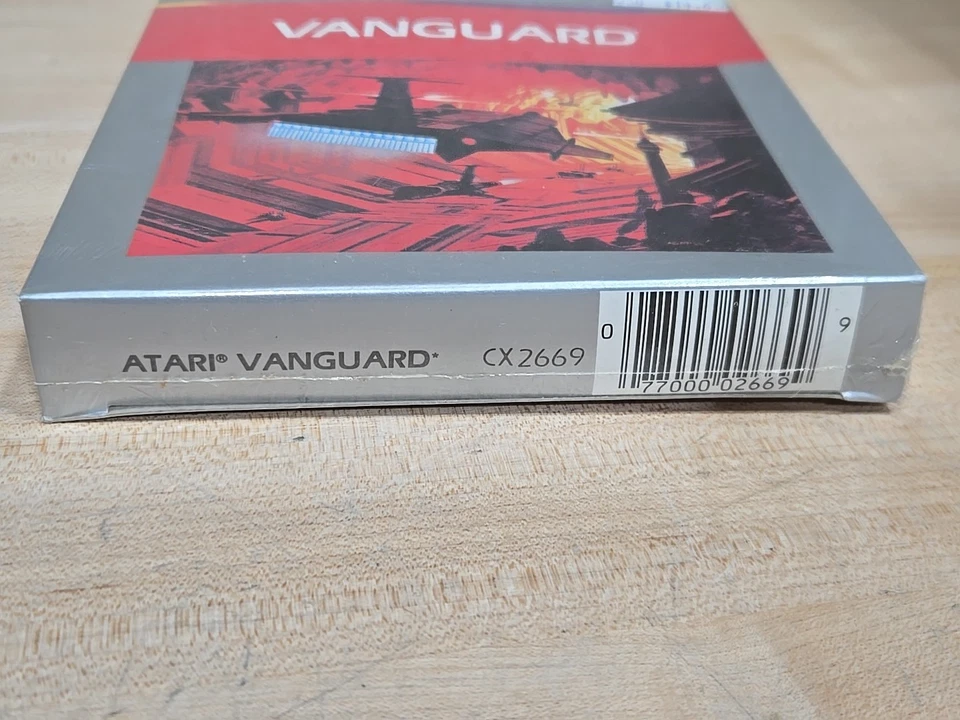 VANGUARD
ATARI® VANGUARD* CX2669
0 77000 02669 9